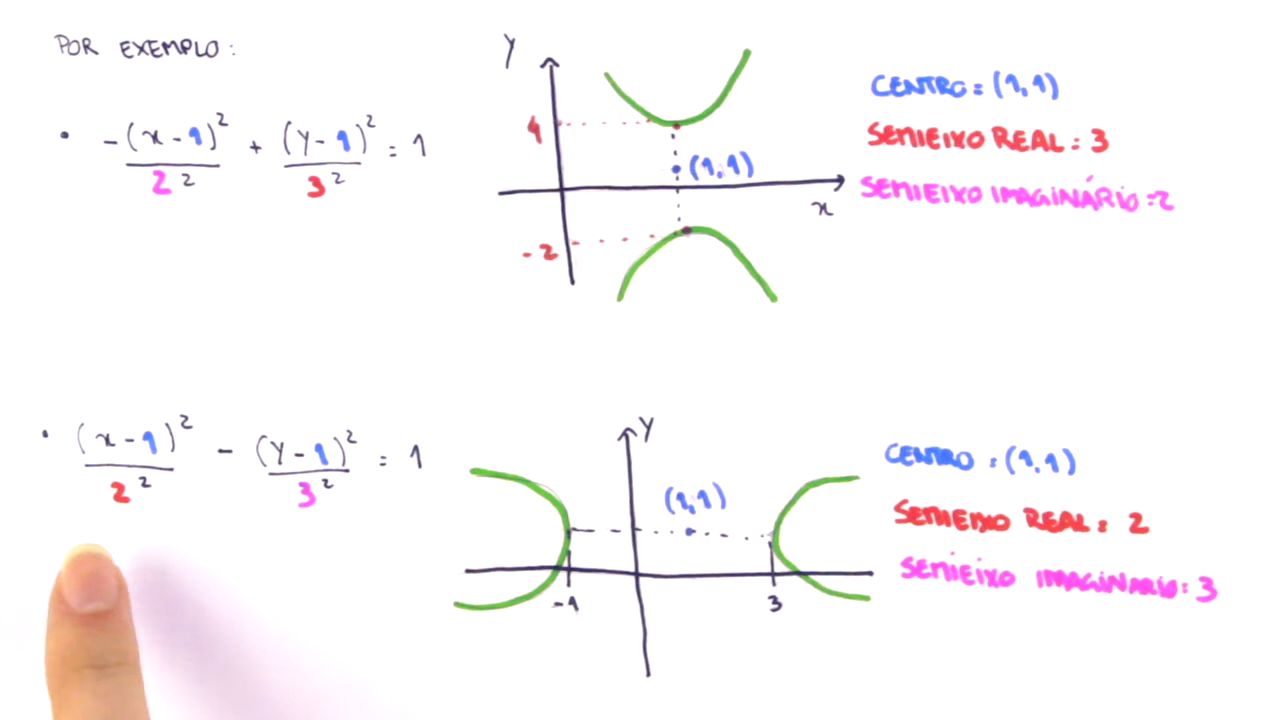 POR EXEMPLO:
• -(x-1)² / 2² + (y-1)² / 3² = 1
y
4
(1,1)
x
-2
CENTRO = (1,1)
SEMIEIXO REAL: 3
SEMIEIXO IMAGINÁRIO: 2
• (x-1)² / 2² - (y-1)² / 3² = 1
y
(1,1)
-1
3
CENTRO : (1,1)
SEMIEIXO REAL: 2
SEMIEIXO IMAGINARIO: 3